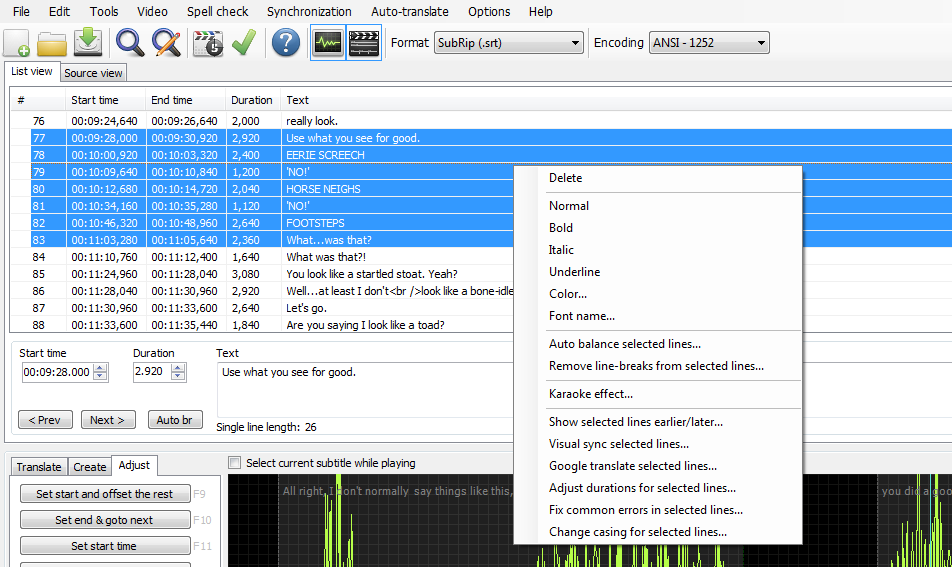 File Edit Tools Video Spell check Synchronization Auto-translate Options Help
Format SubRip (.srt) Encoding ANSI - 1252
List view Source view
# Start time End time Duration Text
76 00:09:24,640 00:09:26,640 2,000 really look.
77 00:09:28,000 00:09:30,920 2,920 Use what you see for good.
78 00:10:00,920 00:10:03,320 2,400 EERIE SCREECH
79 00:10:09,640 00:10:10,840 1,200 'NO!'
80 00:10:12,680 00:10:14,720 2,040 HORSE NEIGHS
81 00:10:34,160 00:10:35,280 1,120 'NO!'
82 00:10:46,320 00:10:48,960 2,640 FOOTSTEPS
83 00:11:03,280 00:11:05,640 2,360 What...was that?
84 00:11:10,760 00:11:12,400 1,640 What was that?!
85 00:11:24,960 00:11:28,040 3,080 You look like a startled stoat. Yeah?
86 00:11:28,040 00:11:30,960 2,920 Well...at least I don't<br />look like a bone-idle
87 00:11:30,960 00:11:33,600 2,640 Let's go.
88 00:11:33,600 00:11:35,440 1,840 Are you saying I look like a toad?
Delete
Normal
Bold
Italic
Underline
Color...
Font name...
Auto balance selected lines...
Remove line-breaks from selected lines...
Karaoke effect...
Show selected lines earlier/later...
Visual sync selected lines...
Google translate selected lines...
Adjust durations for selected lines...
Fix common errors in selected lines...
Change casing for selected lines...
Start time Duration Text
00:09:28.000 2.920 Use what you see for good.
< Prev Next > Auto br
Single line length: 26
Translate Create Adjust
Select current subtitle while playing
Set start and offset the rest F9
Set end & goto next F10
Set start time F11
All right, I don't normally say things like this,
you did a goo